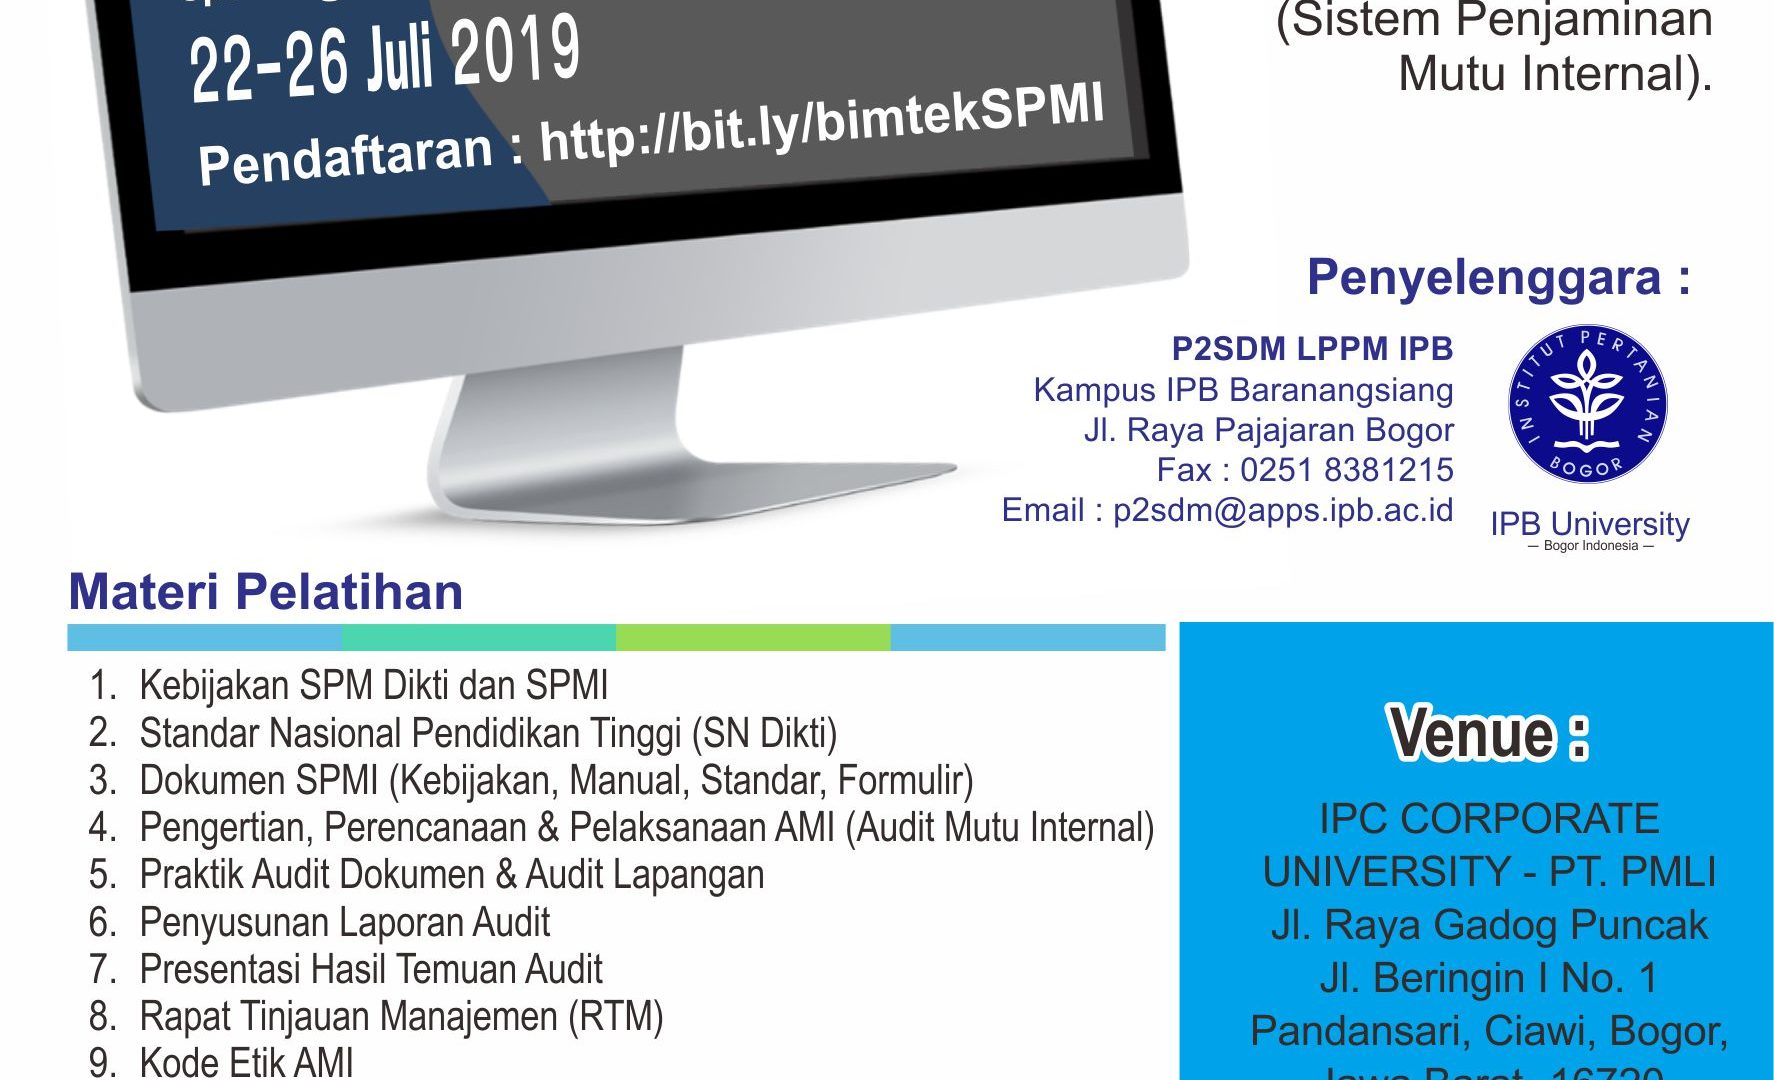 22-26 Juli 2019
Pendaftaran : http://bit.ly/bimtekSPMI
(Sistem Penjaminan
Mutu Internal).
Penyelenggara :
P2SDM LPPM IPB
Kampus IPB Baranangsiang
Jl. Raya Pajajaran Bogor
Fax : 0251 8381215
Email : p2sdm@apps.ipb.ac.id
INSTITUT PERTANIAN
BOGOR
IPB University
— Bogor Indonesia —
Materi Pelatihan
1. Kebijakan SPM Dikti dan SPMI
2. Standar Nasional Pendidikan Tinggi (SN Dikti)
3. Dokumen SPMI (Kebijakan, Manual, Standar, Formulir)
4. Pengertian, Perencanaan & Pelaksanaan AMI (Audit Mutu Internal)
5. Praktik Audit Dokumen & Audit Lapangan
6. Penyusunan Laporan Audit
7. Presentasi Hasil Temuan Audit
8. Rapat Tinjauan Manajemen (RTM)
9. Kode Etik AMI
Venue :
IPC CORPORATE
UNIVERSITY - PT. PMLI
Jl. Raya Gadog Puncak
Jl. Beringin I No. 1
Pandansari, Ciawi, Bogor,
Jawa Barat, 16720